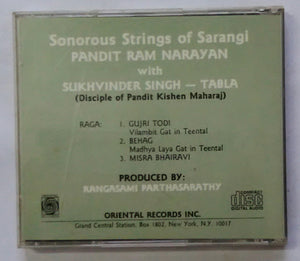 Sonorous Strings of Sarangi
PANDIT RAM NARAYAN
with
SUKHVINDER SINGH — TABLA
(Disciple of Pandit Kishen Maharaj)
RAGA: 1. GUJRI TODI
Vilambit Gat in Teental
2. BEHAG
Madhya Laya Gat in Teental
3. MISRA BHAIRAVI
PRODUCED BY:
RANGASAMI PARTHASARATHY
COMPACT
disc
DIGITAL AUDIO
ORIENTAL RECORDS INC.
Grand Central Station, Box 1802, New York, N.Y. 10017